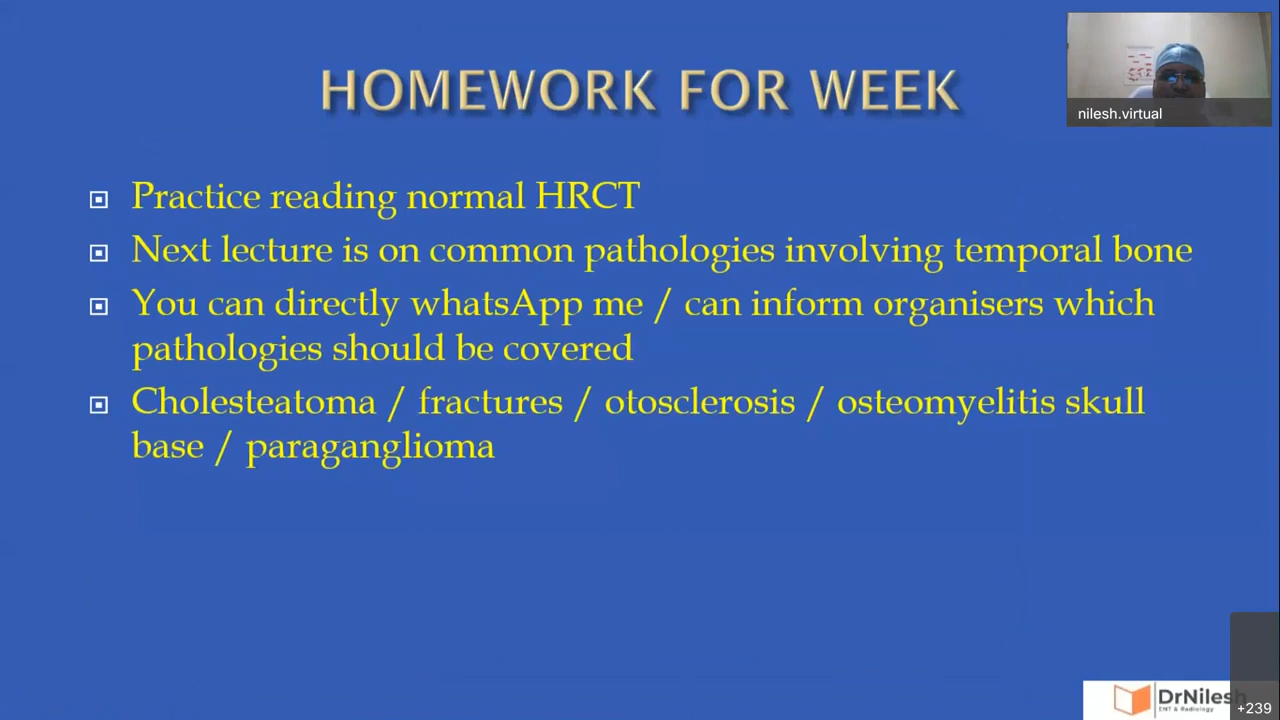 HOMEWORK FOR WEEK
nilesh.virtual
Practice reading normal HRCT
Next lecture is on common pathologies involving temporal bone
You can directly whatsApp me / can inform organisers which
pathologies should be covered
Cholesteatoma / fractures / otosclerosis / osteomyelitis skull
base / paraganglioma
DrNilesh
ENT & Radiology
+239